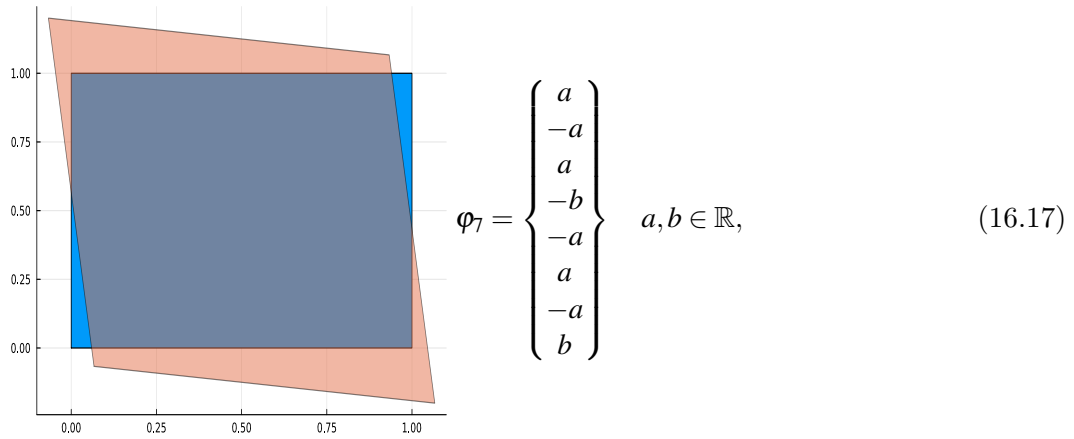 1.00
0.75
0.50
0.25
0.00
0.00 0.25 0.50 0.75 1.00
φ7 = { a
−a
a
−b
−a
a
−a
b } a, b ∈ ℝ, (16.17)